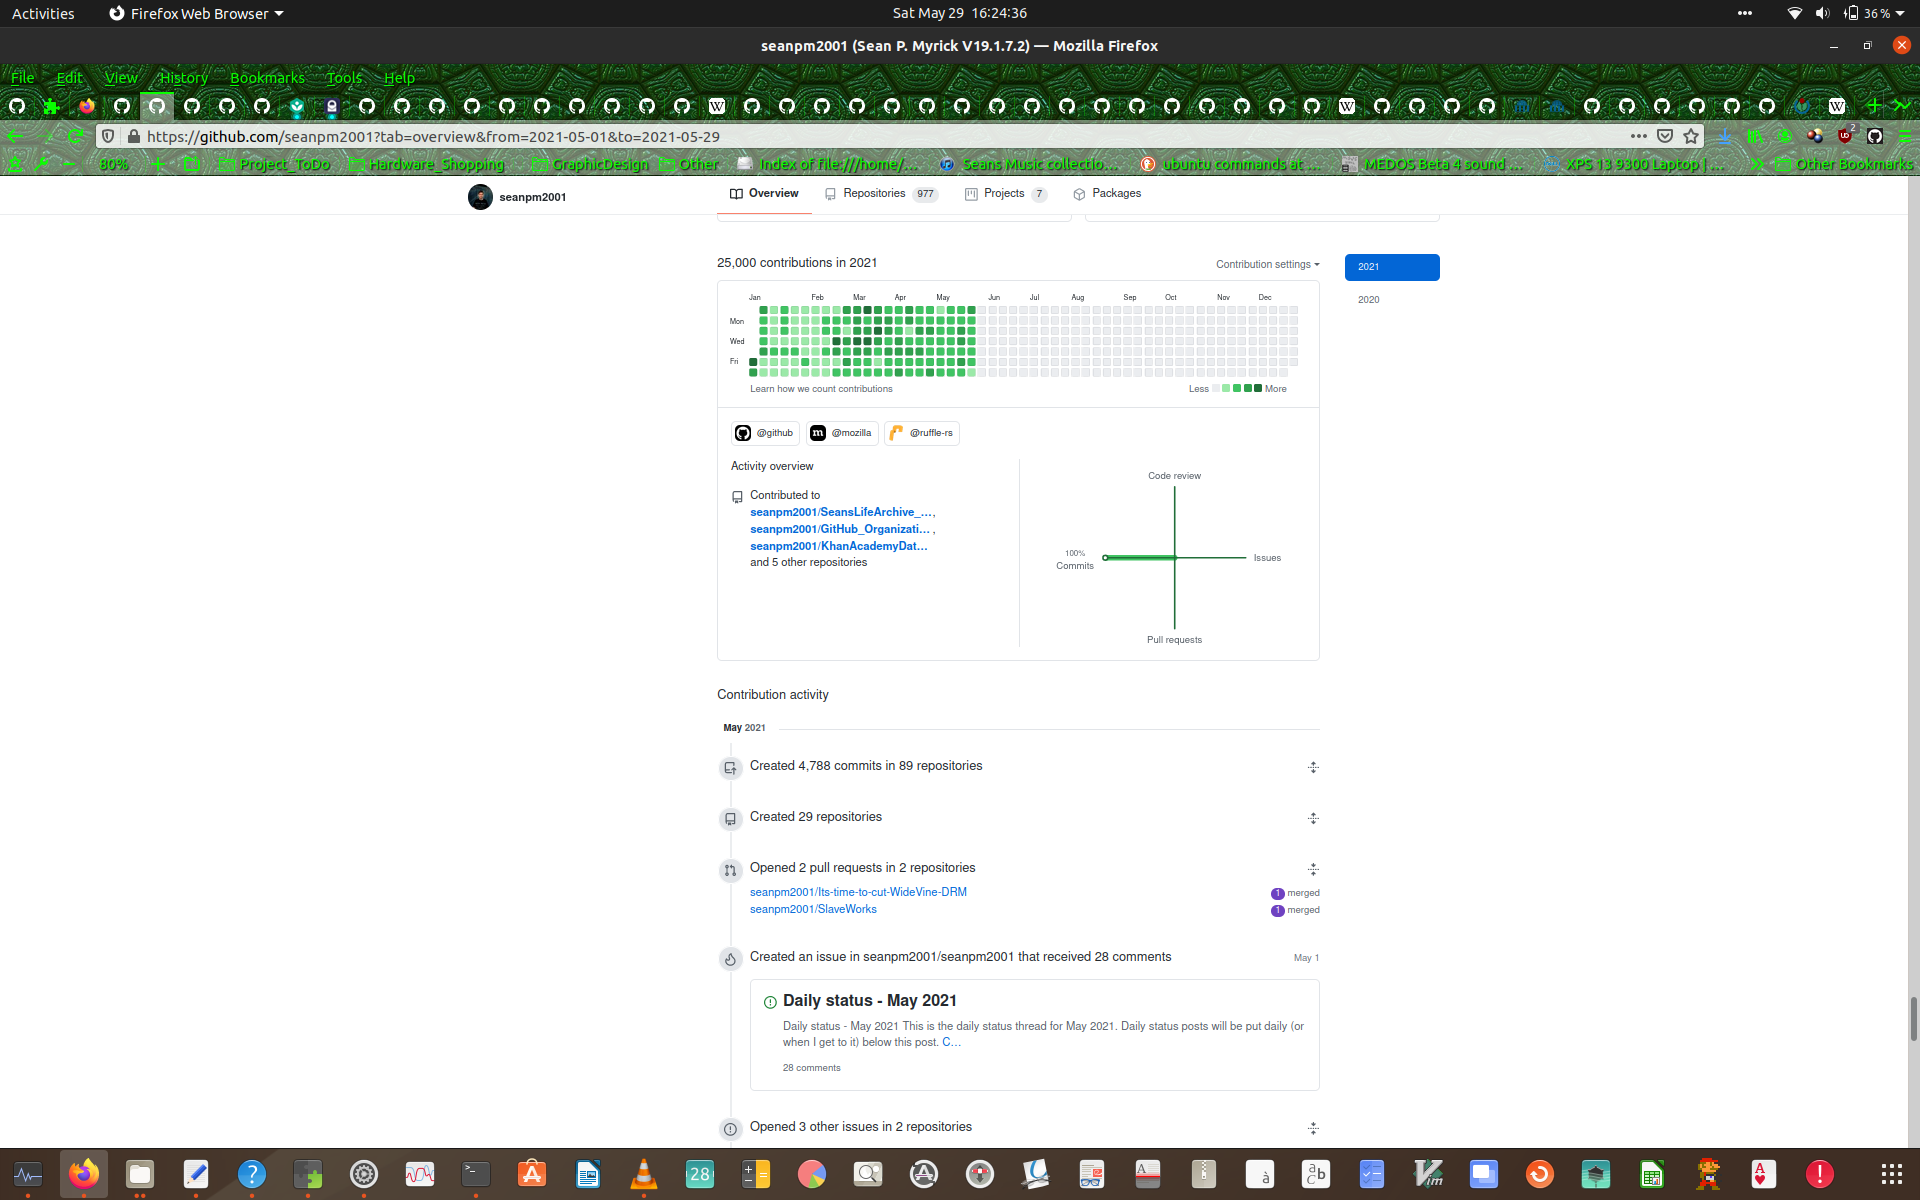 Activities
Firefox Web Browser
Sat May 29 16:24:36
36 %
seanpm2001 (Sean P. Myrick V19.1.7.2) — Mozilla Firefox
File Edit View History Bookmarks Tools Help
https://github.com/seanpm2001?tab=overview&from=2021-05-01&to=2021-05-29
80% Project_ToDo Hardware_Shopping GraphicDesign Other Index of file:///home/... Seans Music collectio... ubuntu commands at ... MEDOS Beta 4 sound ... XPS 13 9300 Laptop | ... Other Bookmarks
seanpm2001
Overview Repositories 977 Projects 7 Packages
25,000 contributions in 2021
Contribution settings
2021
2020
Jan Feb Mar Apr May Jun Jul Aug Sep Oct Nov Dec
Mon
Wed
Fri
Learn how we count contributions
Less More
@github @mozilla @ruffle-rs
Activity overview
Contributed to
seanpm2001/SeansLifeArchive_...,
seanpm2001/GitHub_Organizati... ,
seanpm2001/KhanAcademyDat...
and 5 other repositories
Code review
100%
Commits
Issues
Pull requests
Contribution activity
May 2021
Created 4,788 commits in 89 repositories
Created 29 repositories
Opened 2 pull requests in 2 repositories
seanpm2001/Its-time-to-cut-WideVine-DRM 1 merged
seanpm2001/SlaveWorks 1 merged
Created an issue in seanpm2001/seanpm2001 that received 28 comments May 1
Daily status - May 2021
Daily status - May 2021 This is the daily status thread for May 2021. Daily status posts will be put daily (or
when I get to it) below this post. C...
28 comments
Opened 3 other issues in 2 repositories
28